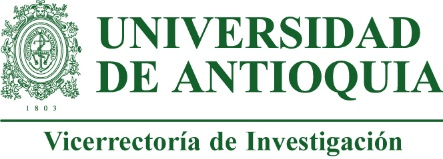 UNIVERSIDAD
DE ANTIOQUIA
1803
Vicerrectoría de Investigación